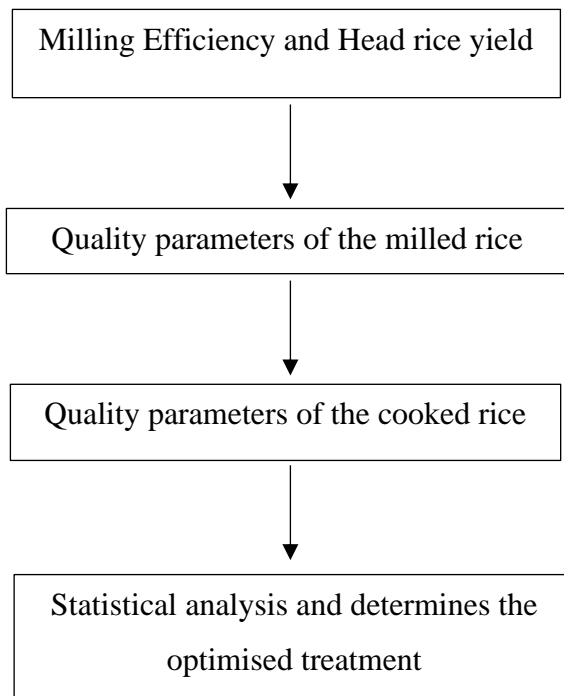 Milling Efficiency and Head rice yield
Quality parameters of the milled rice
Quality parameters of the cooked rice
Statistical analysis and determines the
optimised treatment